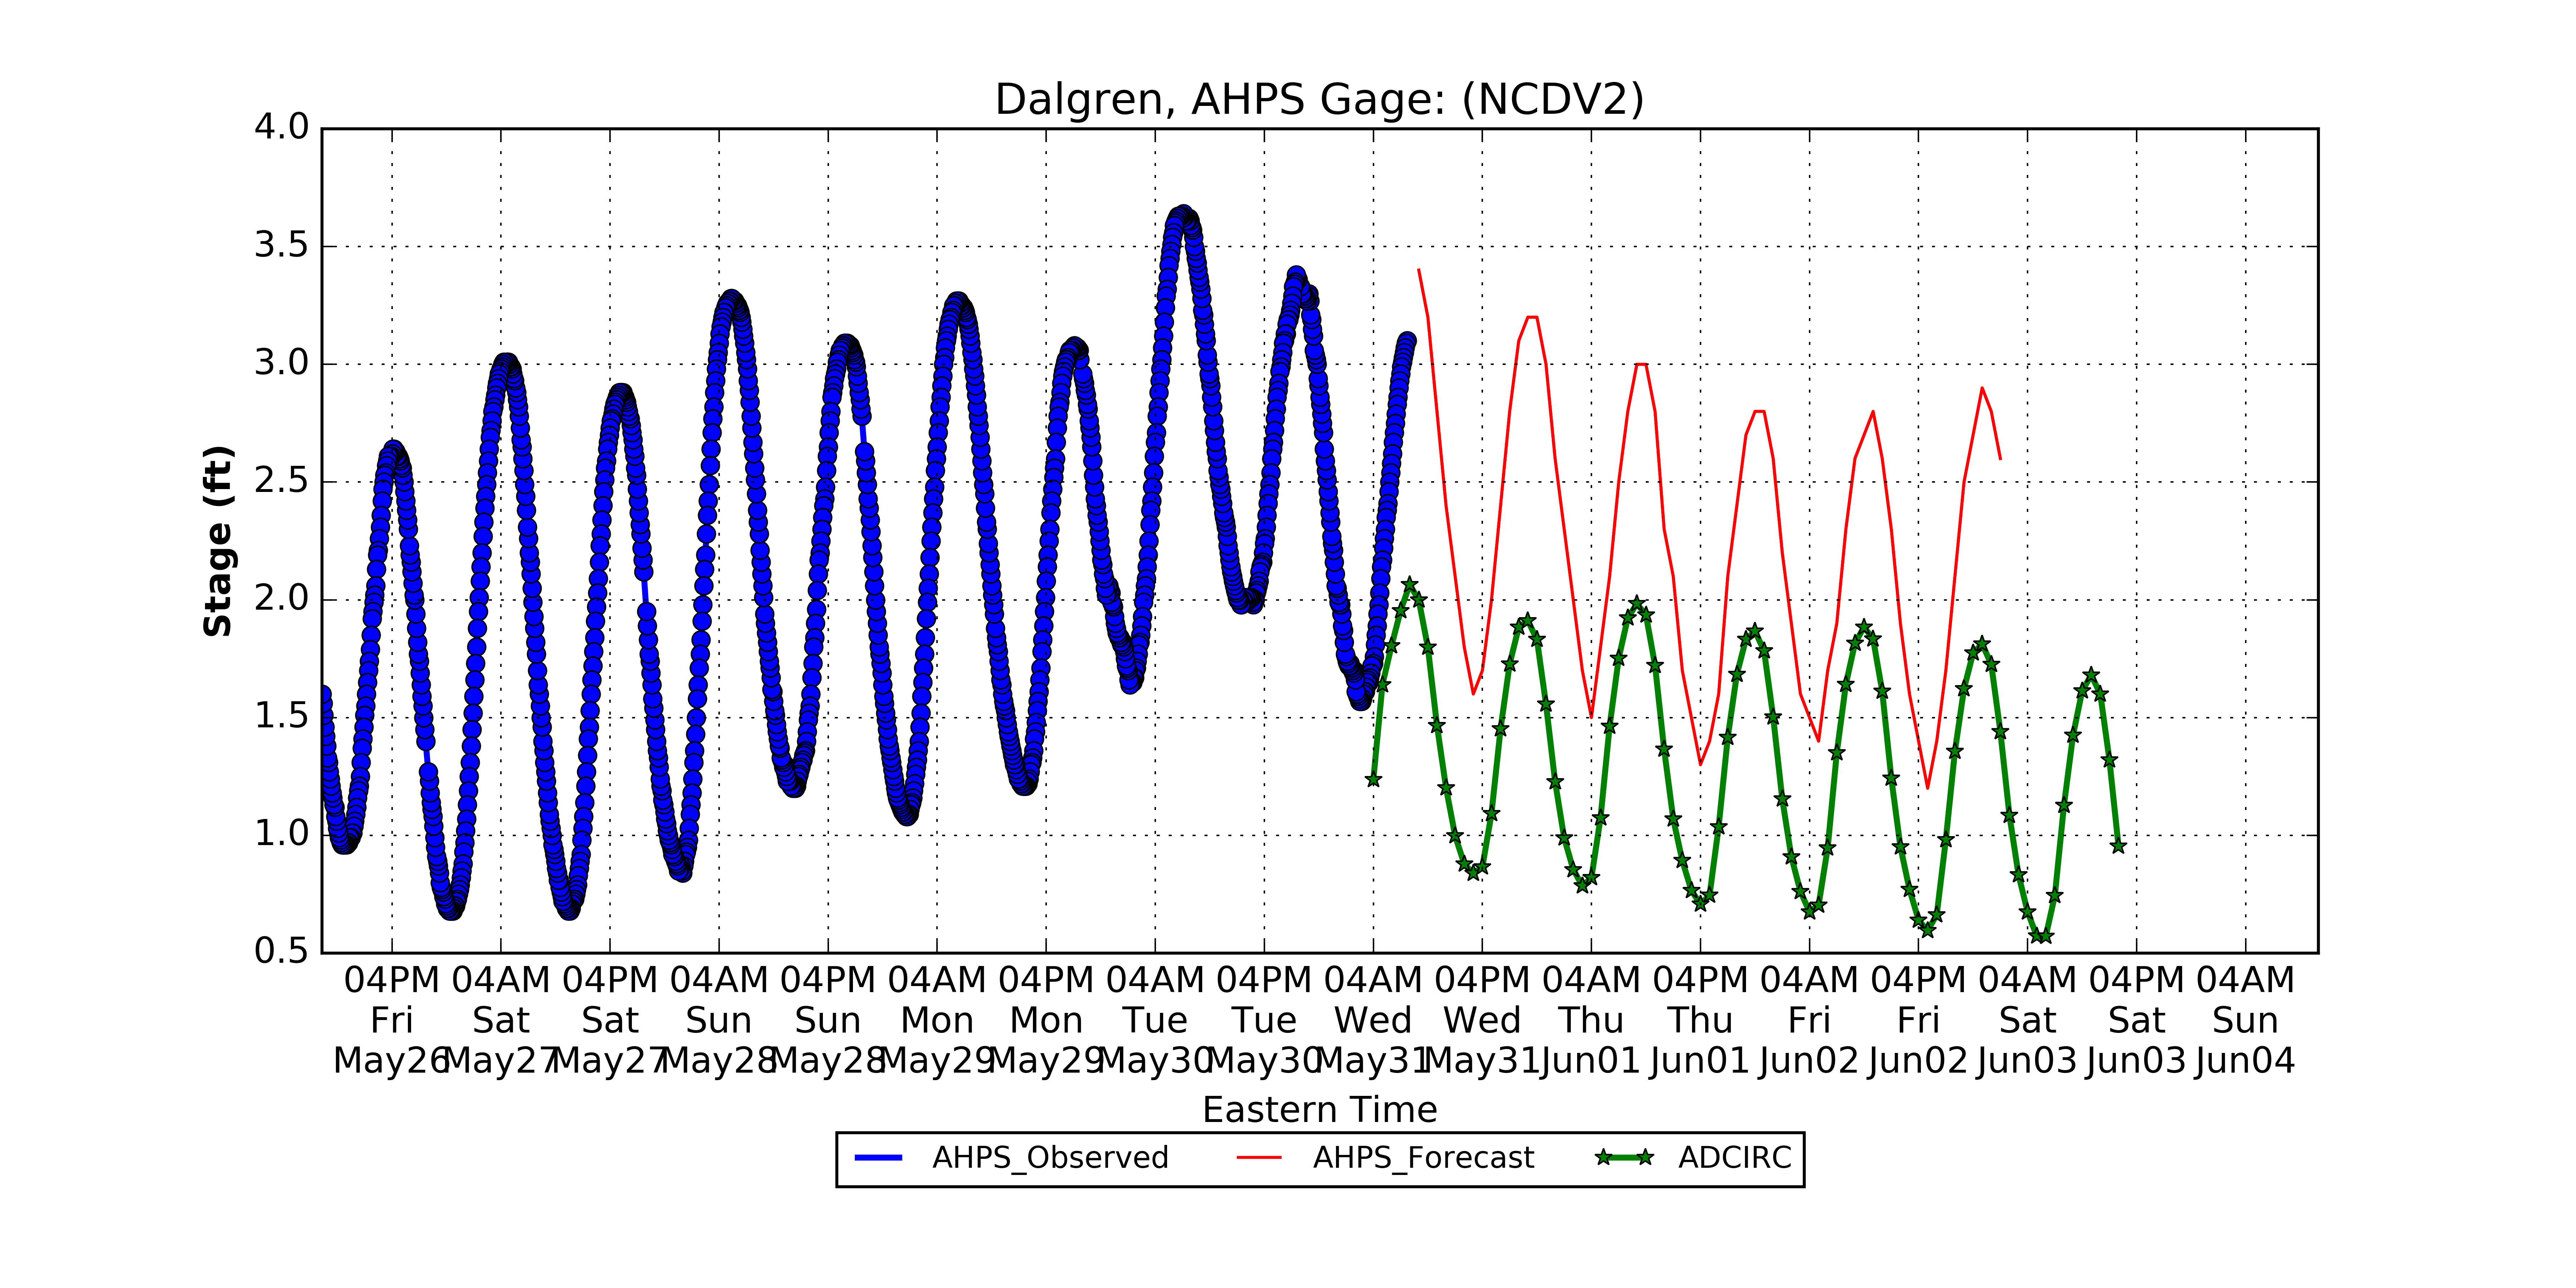 Dalgren, AHPS Gage: (NCDV2)
Stage (ft)
4.0
3.5
3.0
2.5
2.0
1.5
1.0
0.5
04PM 04AM 04PM 04AM 04PM 04AM 04PM 04AM 04PM 04AM 04PM 04AM 04PM 04AM 04PM 04AM 04PM 04AM
Fri Sat Sat Sun Sun Mon Mon Tue Tue Wed Wed Thu Thu Fri Fri Sat Sat Sun
May26 May27 May27 May28 May28 May29 May29 May30 May30 May31 May31 Jun01 Jun01 Jun02 Jun02 Jun03 Jun03 Jun04
Eastern Time
AHPS_Observed AHPS_Forecast ADCIRC